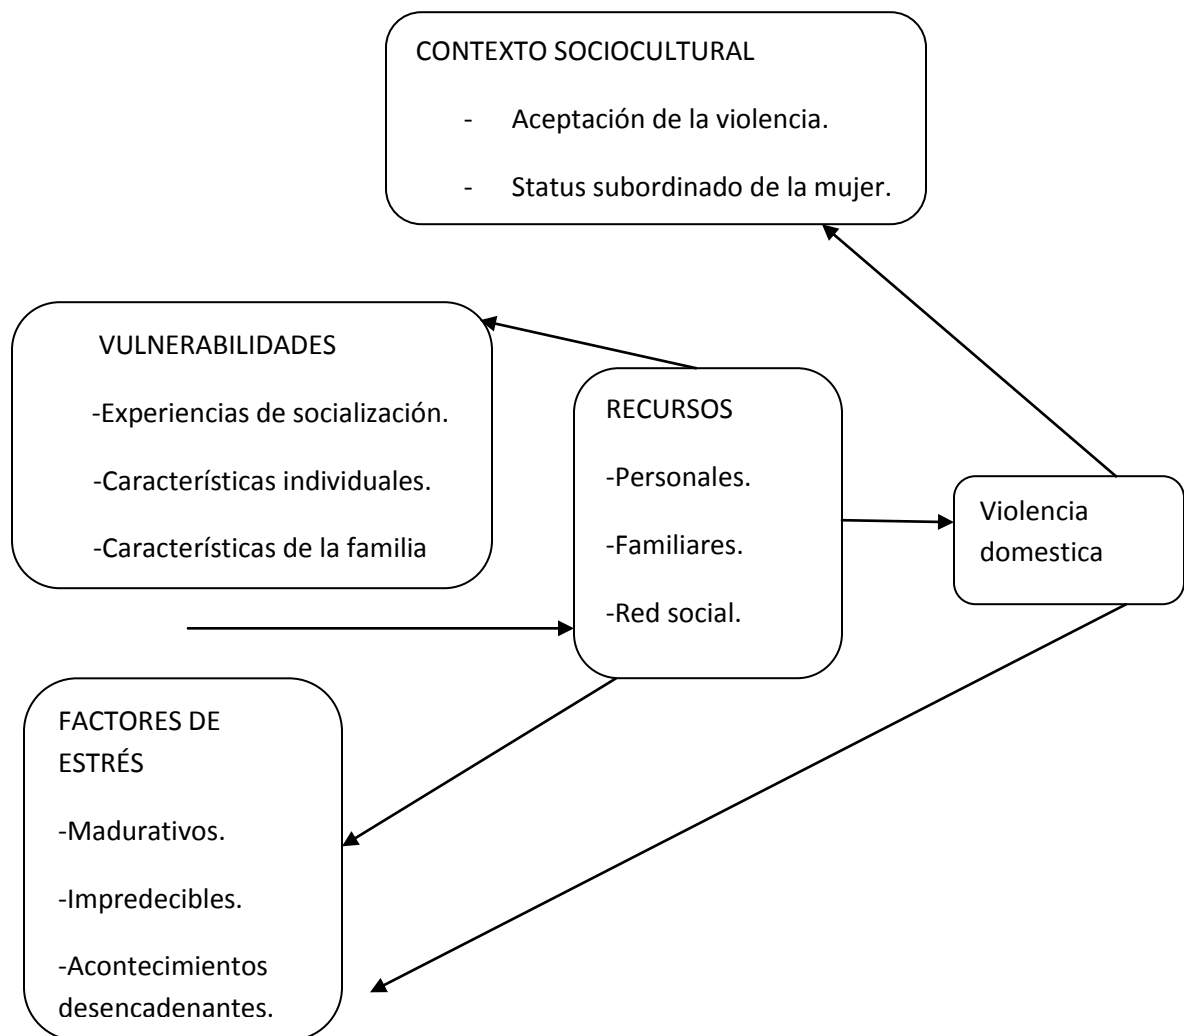 CONTEXTO SOCIOCULTURAL
- Aceptación de la violencia.
- Status subordinado de la mujer.
VULNERABILIDADES
-Experiencias de socialización.
-Características individuales.
-Características de la familia
RECURSOS
-Personales.
-Familiares.
-Red social.
Violencia
domestica
FACTORES DE
ESTRÉS
-Madurativos.
-Impredecibles.
-Acontecimientos
desencadenantes.